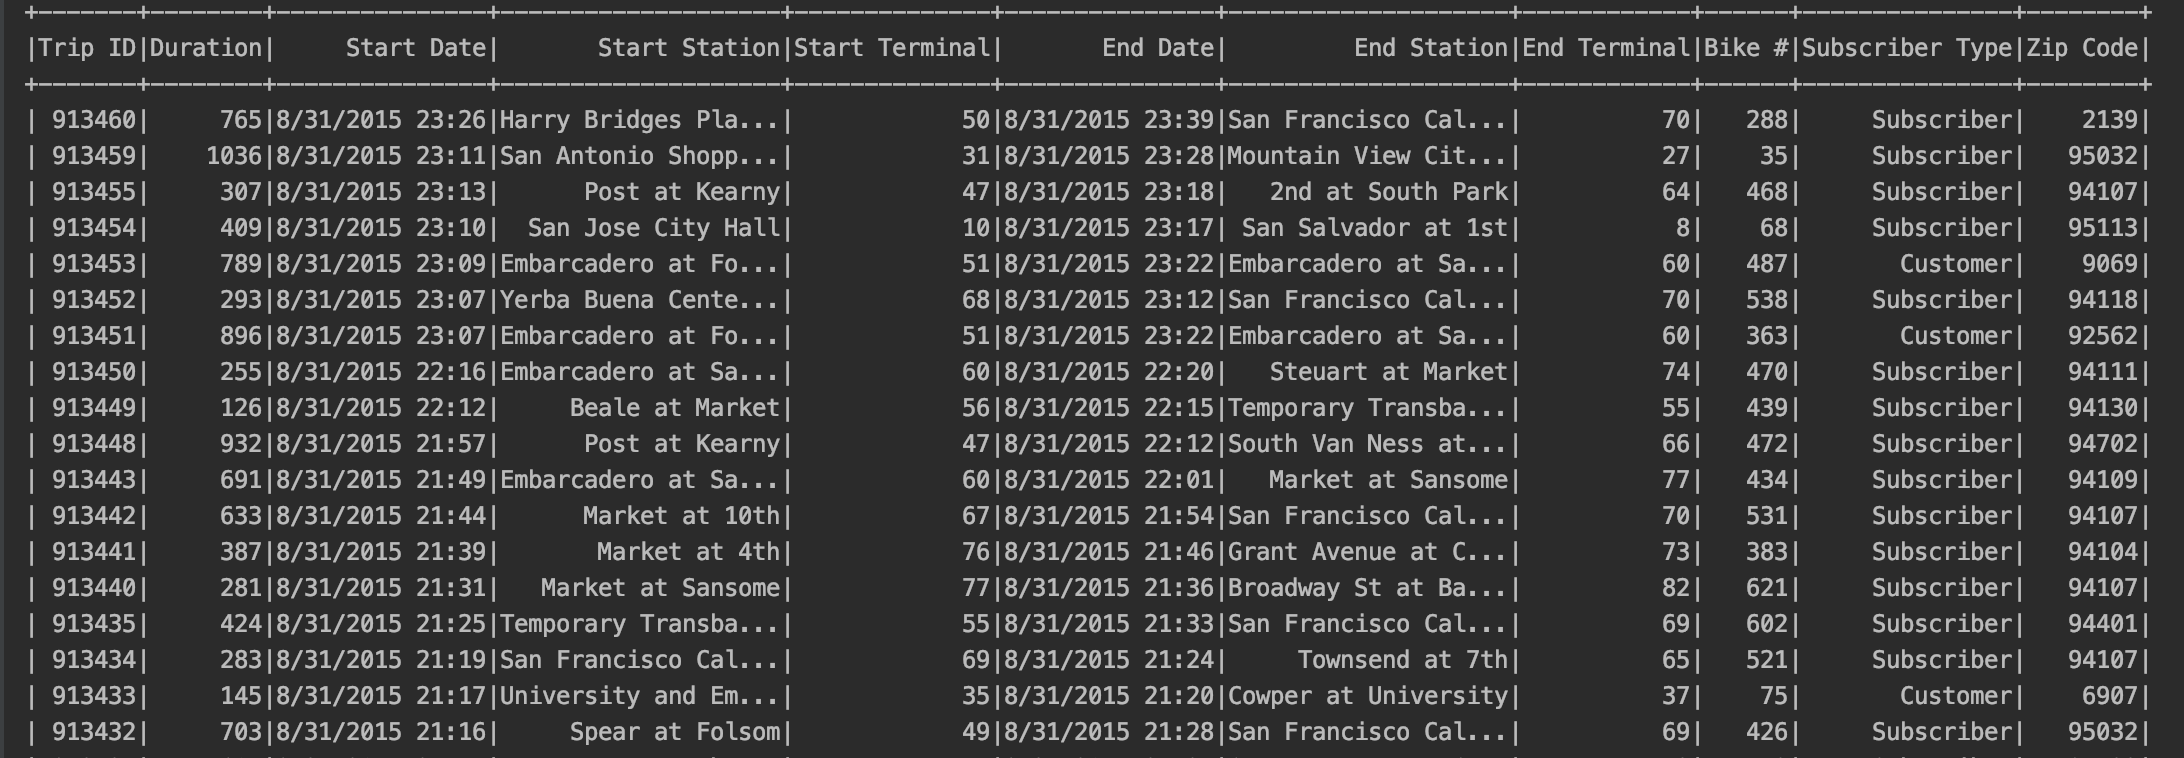 |Trip ID|Duration|     Start Date|       Start Station|Start Terminal|       End Date|         End Station|End Terminal|Bike #|Subscriber Type|Zip Code|
| 913460|     765|8/31/2015 23:26|Harry Bridges Pla...|            50|8/31/2015 23:39|San Francisco Cal...|          70|   288|     Subscriber|    2139|
| 913459|    1036|8/31/2015 23:11|San Antonio Shopp...|            31|8/31/2015 23:28|Mountain View Cit...|          27|    35|     Subscriber|   95032|
| 913455|     307|8/31/2015 23:13|      Post at Kearny|            47|8/31/2015 23:18|   2nd at South Park|          64|   468|     Subscriber|   94107|
| 913454|     409|8/31/2015 23:10|  San Jose City Hall|            10|8/31/2015 23:17| San Salvador at 1st|           8|    68|     Subscriber|   95113|
| 913453|     789|8/31/2015 23:09|Embarcadero at Fo...|            51|8/31/2015 23:22|Embarcadero at Sa...|          60|   487|       Customer|    9069|
| 913452|     293|8/31/2015 23:07|Yerba Buena Cente...|            68|8/31/2015 23:12|San Francisco Cal...|          70|   538|     Subscriber|   94118|
| 913451|     896|8/31/2015 23:07|Embarcadero at Fo...|            51|8/31/2015 23:22|Embarcadero at Sa...|          60|   363|       Customer|   92562|
| 913450|     255|8/31/2015 22:16|Embarcadero at Sa...|            60|8/31/2015 22:20|   Steuart at Market|          74|   470|     Subscriber|   94111|
| 913449|     126|8/31/2015 22:12|     Beale at Market|            56|8/31/2015 22:15|Temporary Transba...|          55|   439|     Subscriber|   94130|
| 913448|     932|8/31/2015 21:57|      Post at Kearny|            47|8/31/2015 22:12|South Van Ness at...|          66|   472|     Subscriber|   94702|
| 913443|     691|8/31/2015 21:49|Embarcadero at Sa...|            60|8/31/2015 22:01|   Market at Sansome|          77|   434|     Subscriber|   94109|
| 913442|     633|8/31/2015 21:44|      Market at 10th|            67|8/31/2015 21:54|San Francisco Cal...|          70|   531|     Subscriber|   94107|
| 913441|     387|8/31/2015 21:39|       Market at 4th|            76|8/31/2015 21:46|Grant Avenue at C...|          73|   383|     Subscriber|   94104|
| 913440|     281|8/31/2015 21:31|   Market at Sansome|            77|8/31/2015 21:36|Broadway St at Ba...|          82|   621|     Subscriber|   94107|
| 913435|     424|8/31/2015 21:25|Temporary Transba...|            55|8/31/2015 21:33|San Francisco Cal...|          69|   602|     Subscriber|   94401|
| 913434|     283|8/31/2015 21:19|San Francisco Cal...|            69|8/31/2015 21:24|     Townsend at 7th|          65|   521|     Subscriber|   94107|
| 913433|     145|8/31/2015 21:17|University and Em...|            35|8/31/2015 21:20|Cowper at University|          37|    75|       Customer|    6907|
| 913432|     703|8/31/2015 21:16|     Spear at Folsom|            49|8/31/2015 21:28|San Francisco Cal...|          69|   426|     Subscriber|   95032|